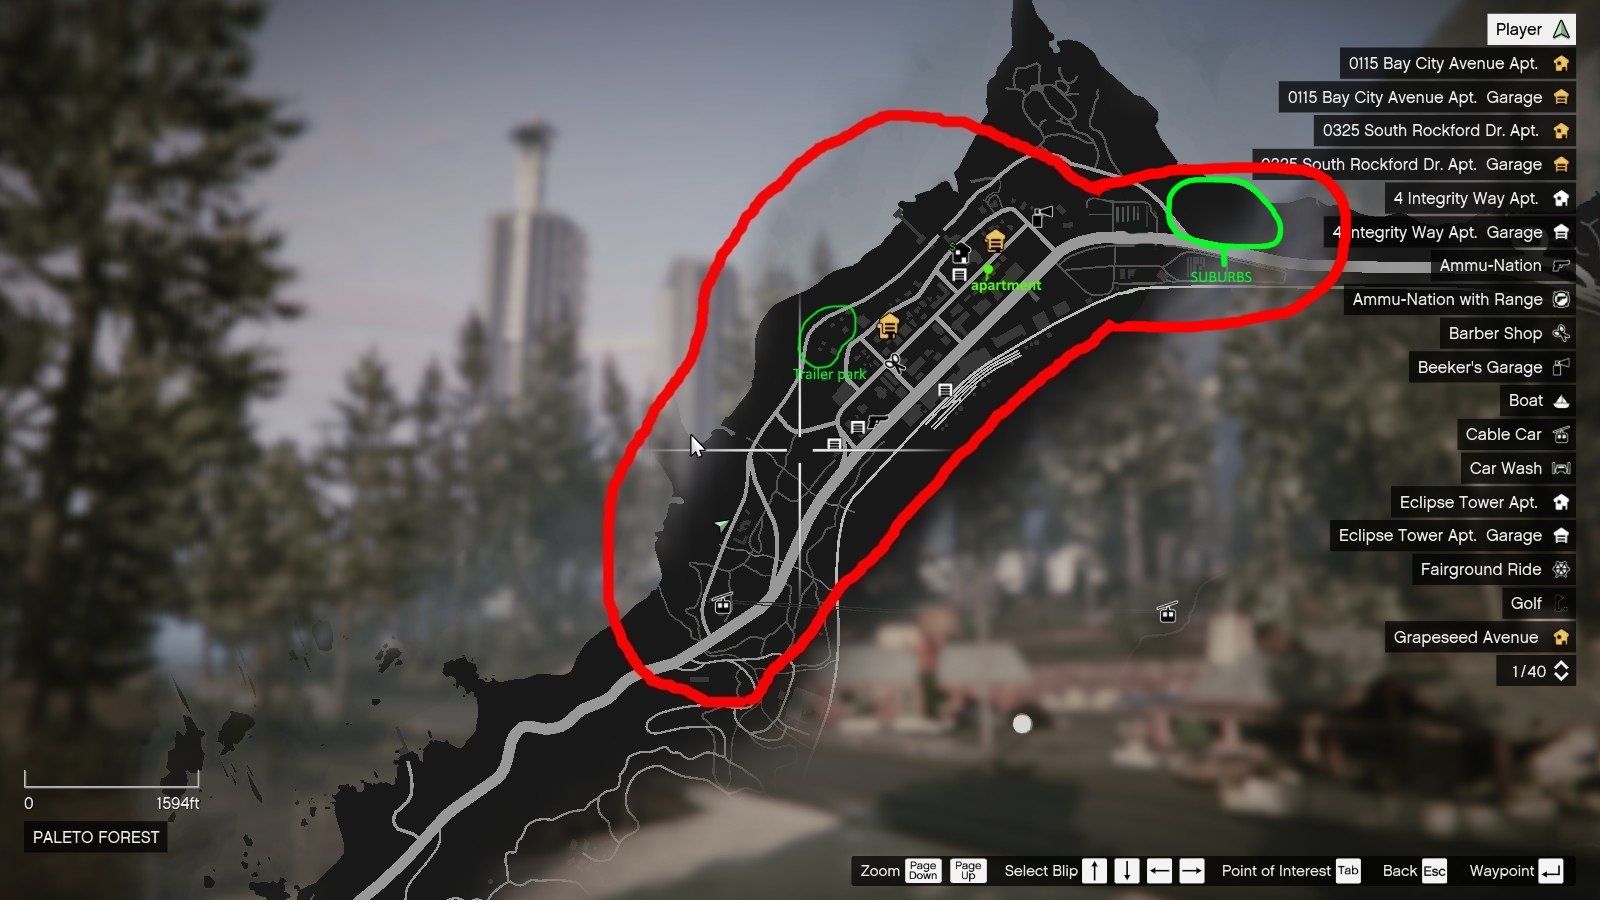 Player
0115 Bay City Avenue Apt.
0115 Bay City Avenue Apt. Garage
0325 South Rockford Dr. Apt.
0325 South Rockford Dr. Apt. Garage
4 Integrity Way Apt.
4 Integrity Way Apt. Garage
Ammu-Nation
Ammu-Nation with Range
Barber Shop
Beeker's Garage
Boat
Cable Car
Car Wash
Eclipse Tower Apt.
Eclipse Tower Apt. Garage
Fairground Ride
Golf
Grapeseed Avenue
1/40
SUBURBS
apartment
Trailer park
0 1594ft
PALETO FOREST
Zoom Page Down Page Up Select Blip ↑ ↓ ← → Point of Interest Tab Back Esc Waypoint